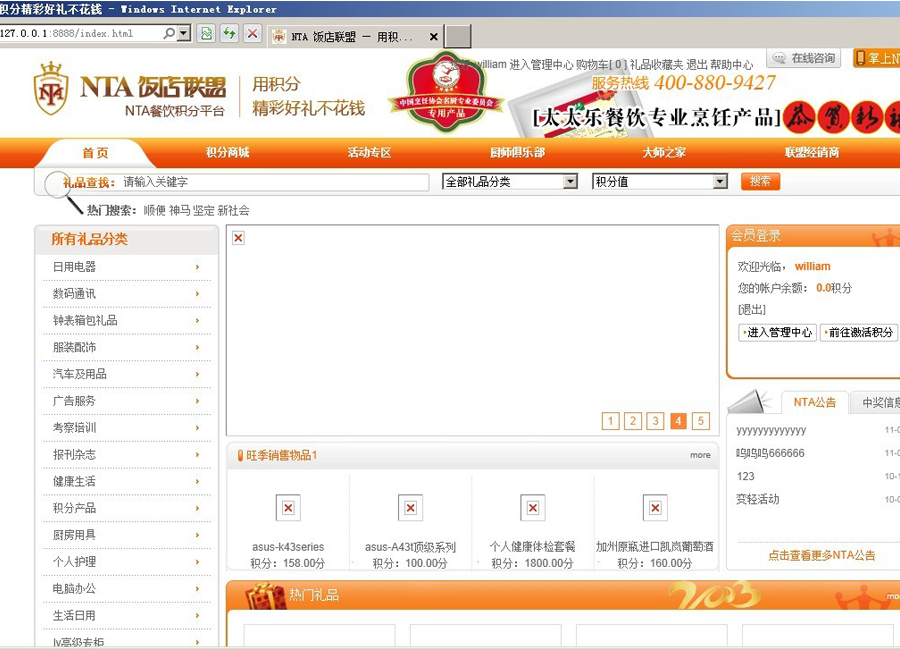 积分精彩好礼不花钱 - Windows Internet Explorer
127.0.0.1:8888/index.html
NTA 饭店联盟 — 用积...
william 进入管理中心 购物车[ 0 ] 礼品收藏夹 退出 帮助中心
在线咨询
掌上N
NTA 饭店联盟
NTA餐饮积分平台
用积分
精彩好礼不花钱
中国烹饪协会名厨专业委员会
专用产品
服务热线 400-880-9427
[太太乐餐饮专业烹饪产品]
恭贺新
首页
积分商城
活动专区
厨师俱乐部
大师之家
联盟经销商
礼品查找:
请输入关键字
全部礼品分类
积分值
搜索
热门搜索: 顺便 神马 坚定 新社会
所有礼品分类
日用电器
数码通讯
钟表箱包礼品
服装配饰
汽车及用品
广告服务
考察培训
报刊杂志
健康生活
积分产品
厨房用具
个人护理
电脑办公
生活日用
lv高级专柜
1 2 3 4 5
旺季销售物品1
more
asus-k43series
积分: 158.00分
asus-A43t顶级系列
积分: 100.00分
个人健康体检套餐
积分: 1800.00分
加州原瓶进口凯岚葡萄酒
积分: 160.00分
热门礼品
2013
mo
会员登录
欢迎光临, william
您的帐户余额: 0.0积分
[退出]
进入管理中心
前往激活积分
NTA公告
中奖信息
yyyyyyyyyyyyy 11-0
呜呜呜666666 11-0
123 10-1
变轻活动 10-0
点击查看更多NTA公告